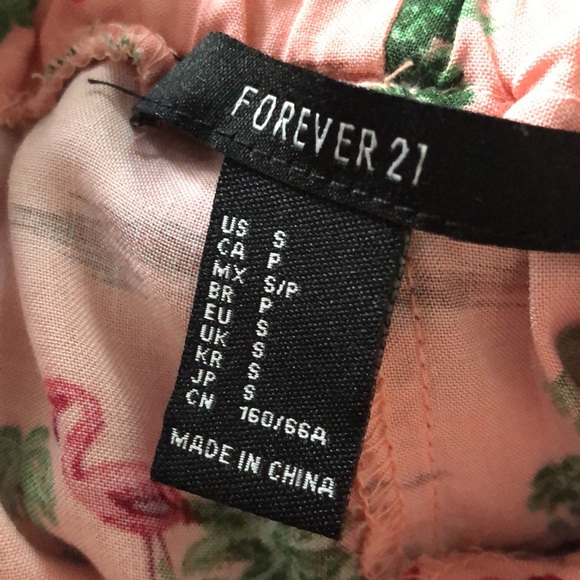 FOREVER 21
US S
CA P
MX S/P
BR P
EU S
UK S
KR S
JP S
CN 160/66A
MADE IN CHINA